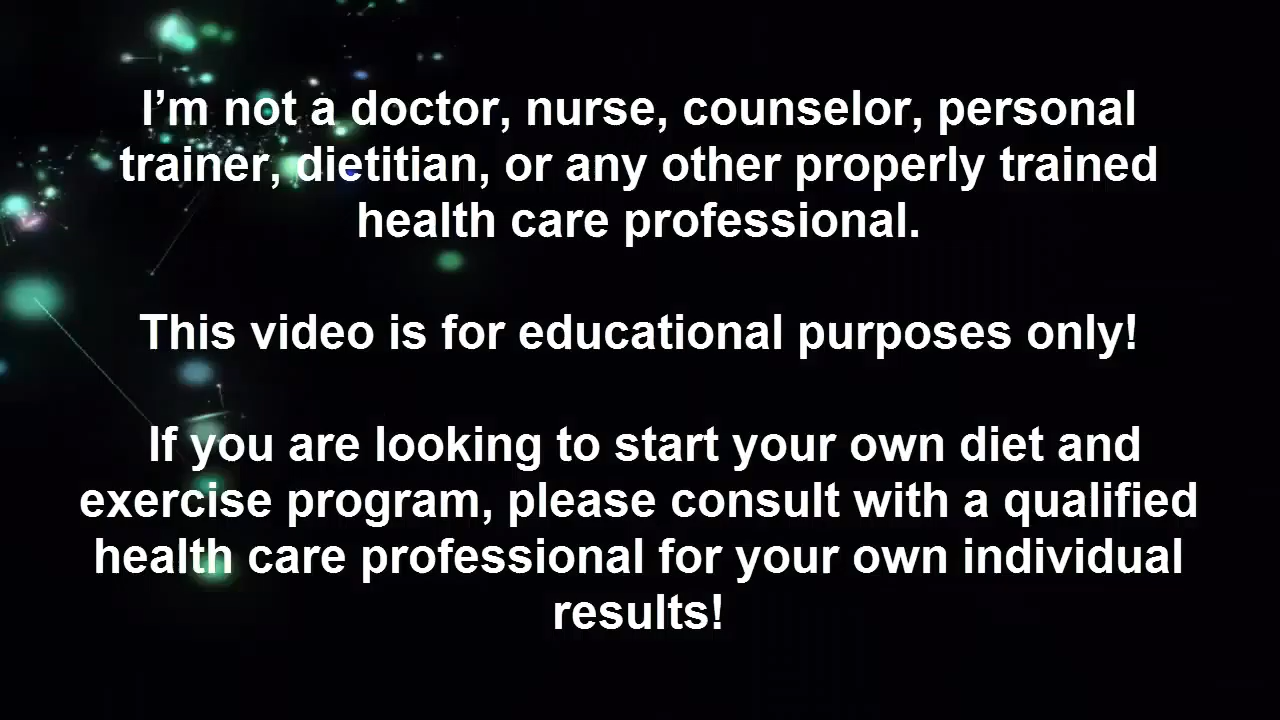 I’m not a doctor, nurse, counselor, personal
trainer, dietitian, or any other properly trained
health care professional.
This video is for educational purposes only!
If you are looking to start your own diet and
exercise program, please consult with a qualified
health care professional for your own individual
results!